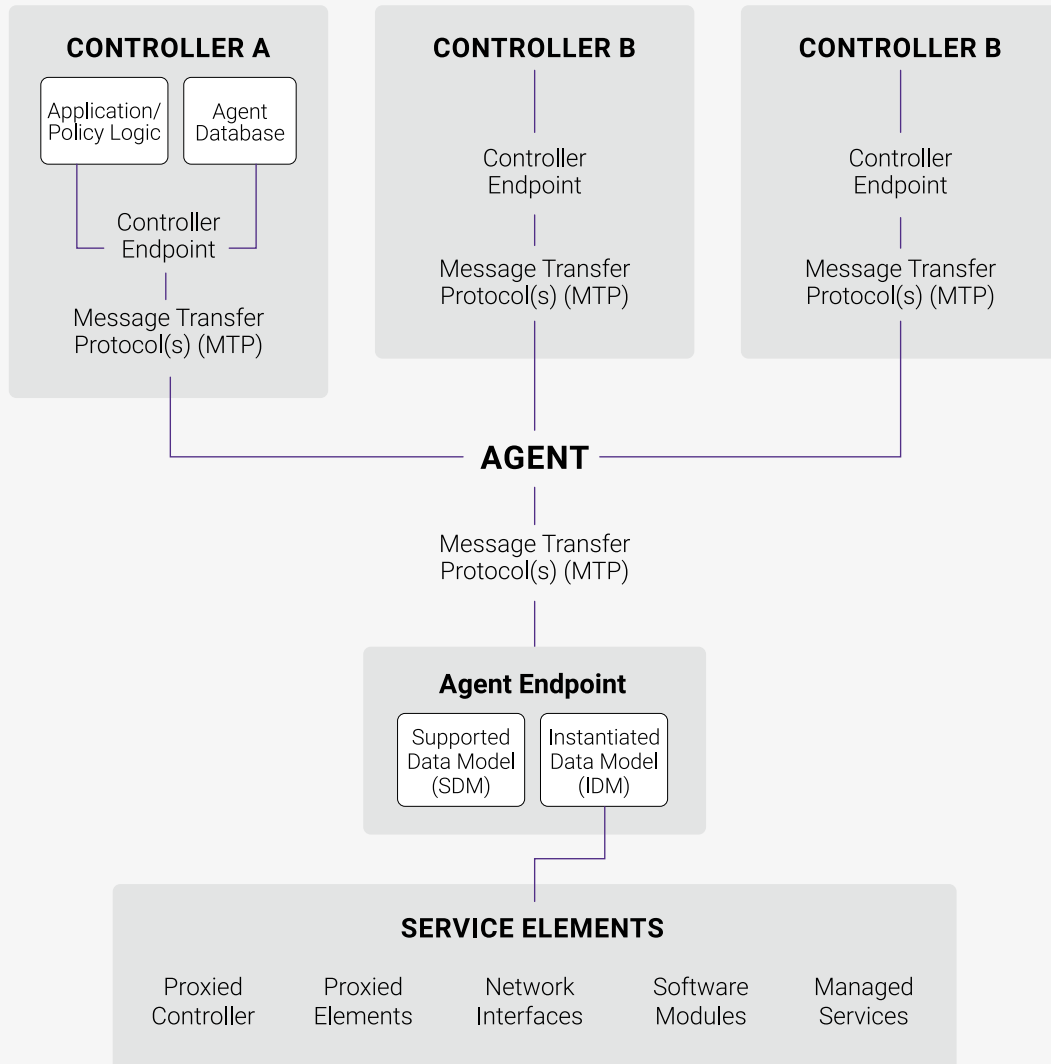 CONTROLLER A
Application/
Policy Logic
Agent
Database
Controller
Endpoint
Message Transfer
Protocol(s) (MTP)
CONTROLLER B
Controller
Endpoint
Message Transfer
Protocol(s) (MTP)
CONTROLLER B
Controller
Endpoint
Message Transfer
Protocol(s) (MTP)
AGENT
Message Transfer
Protocol(s) (MTP)
Agent Endpoint
Supported
Data Model
(SDM)
Instantiated
Data Model
(IDM)
SERVICE ELEMENTS
Proxied
Controller
Proxied
Elements
Network
Interfaces
Software
Modules
Managed
Services